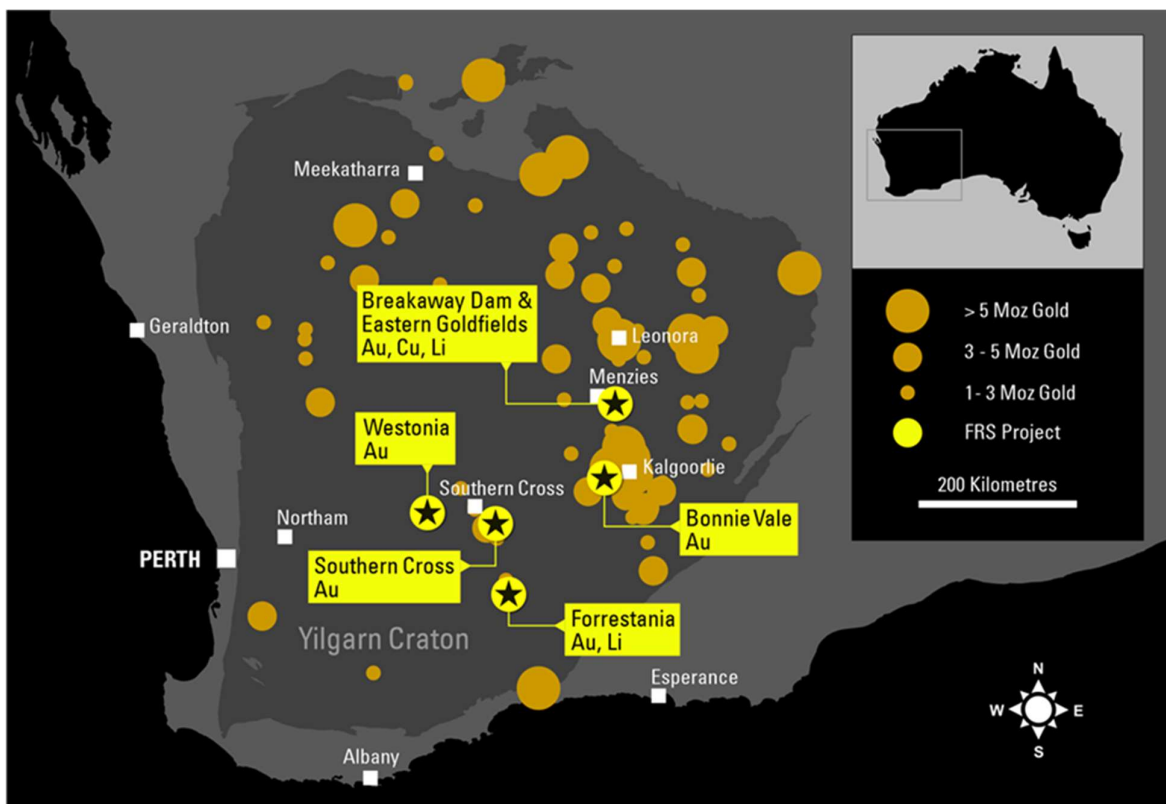 Meekatharra
Geraldton
Breakaway Dam &
Eastern Goldfields
Au, Cu, Li
Leonora
Menzies
Westonia
Au
Southern Cross
Kalgoorlie
Northam
Bonnie Vale
Au
PERTH
Southern Cross
Au
Forrestania
Au, Li
Yilgarn Craton
Esperance
Albany
> 5 Moz Gold
3 - 5 Moz Gold
1 - 3 Moz Gold
FRS Project
200 Kilometres
N
W E
S